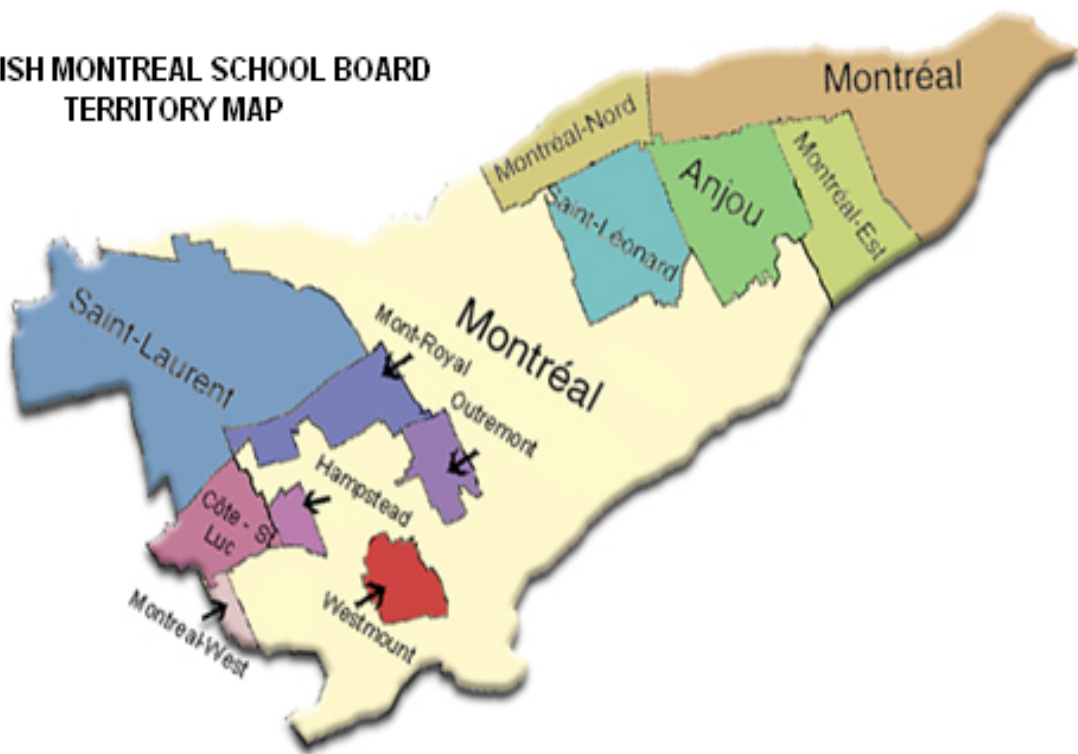 ISH MONTREAL SCHOOL BOARD
TERRITORY MAP
Montréal
Montréal-Nord
Anjou
Montréal-Est
Saint-Léonard
Saint-Laurent
Mont-Royal
Montréal
Outremont
Hampstead
Côte - St
Luc
Westmount
Montreal-West